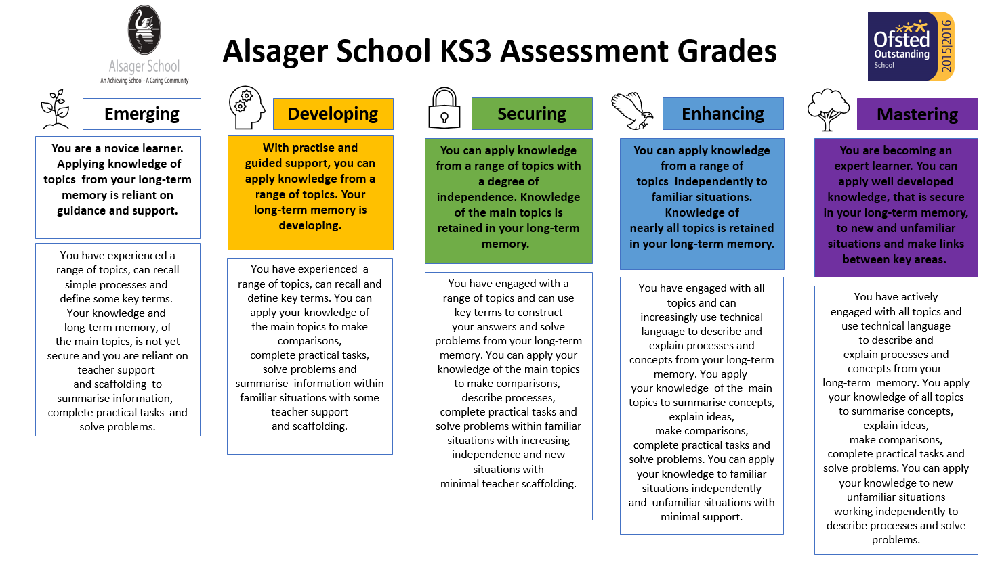 Alsager School
An Achieving School - A Caring Community
Alsager School KS3 Assessment Grades
Ofsted
Outstanding
School
2015|2016
Emerging
You are a novice learner.
Applying knowledge of
topics from your long-term
memory is reliant on
guidance and support.
You have experienced a
range of topics, can recall
simple processes and
define some key terms.
Your knowledge and
long-term memory, of
the main topics, is not yet
secure and you are reliant on
teacher support
and scaffolding to
summarise information,
complete practical tasks and
solve problems.
Developing
With practise and
guided support, you can
apply knowledge from a
range of topics. Your
long-term memory is
developing.
You have experienced a
range of topics, can recall and
define key terms. You can
apply your knowledge of
the main topics to make
comparisons,
complete practical tasks,
solve problems and
summarise information within
familiar situations with some
teacher support
and scaffolding.
Securing
You can apply knowledge
from a range of topics with
a degree of
independence. Knowledge
of the main topics is
retained in your long-term
memory.
You have engaged with a
range of topics and can use
key terms to construct
your answers and solve
problems from your long-term
memory. You can apply your
knowledge of the main topics
to make comparisons,
describe processes,
complete practical tasks and
solve problems within familiar
situations with increasing
independence and new
situations with
minimal teacher scaffolding.
Enhancing
You can apply knowledge
from a range of
topics independently to
familiar situations.
Knowledge of
nearly all topics is retained
in your long-term memory.
You have engaged with all
topics and can
increasingly use technical
language to describe and
explain processes and
concepts from your long-term
memory. You apply
your knowledge of the main
topics to summarise concepts,
explain ideas,
make comparisons,
complete practical tasks and
solve problems. You can apply
your knowledge to familiar
situations independently
and unfamiliar situations with
minimal support.
Mastering
You are becoming an
expert learner. You can
apply well developed
knowledge, that is secure
in your long-term memory,
to new and unfamiliar
situations and make links
between key areas.
You have actively
engaged with all topics and
use technical language
to describe and
explain processes and
concepts from your
long-term memory. You apply
your knowledge of all topics
to summarise concepts,
explain ideas,
make comparisons,
complete practical tasks and
solve problems. You can apply
your knowledge to new
unfamiliar situations
working independently to
describe processes and solve
problems.